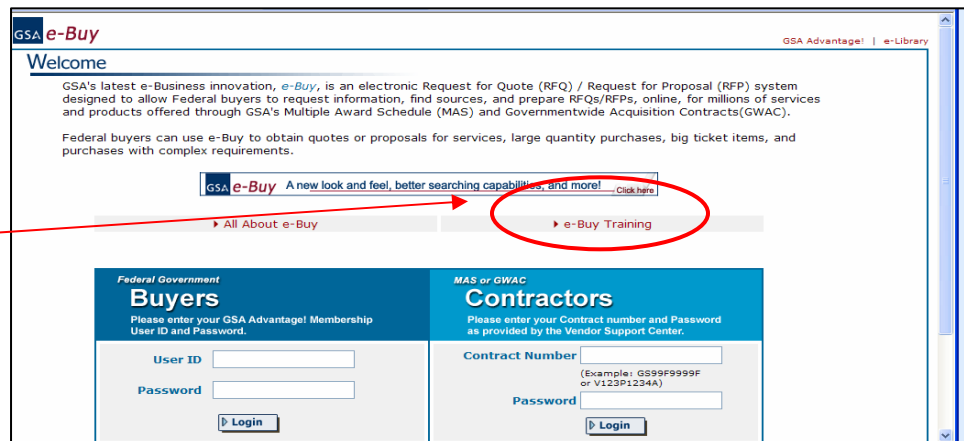 GSA e-Buy
GSA Advantage! | e-Library
Welcome
GSA's latest e-Business innovation, e-Buy, is an electronic Request for Quote (RFQ) / Request for Proposal (RFP) system
designed to allow Federal buyers to request information, find sources, and prepare RFQs/RFPs, online, for millions of services
and products offered through GSA's Multiple Award Schedule (MAS) and Governmentwide Acquisition Contracts(GWAC).
Federal buyers can use e-Buy to obtain quotes or proposals for services, large quantity purchases, big ticket items, and
purchases with complex requirements.
GSA e-Buy A new look and feel, better searching capabilities, and more! Click here
All About e-Buy
e-Buy Training
Federal Government
Buyers
Please enter your GSA Advantage! Membership
User ID and Password.
User ID
Password
Login
MAS or GWAC
Contractors
Please enter your Contract number and Password
as provided by the Vendor Support Center.
Contract Number
(Example: GS99F9999F
or V123P1234A)
Password
Login